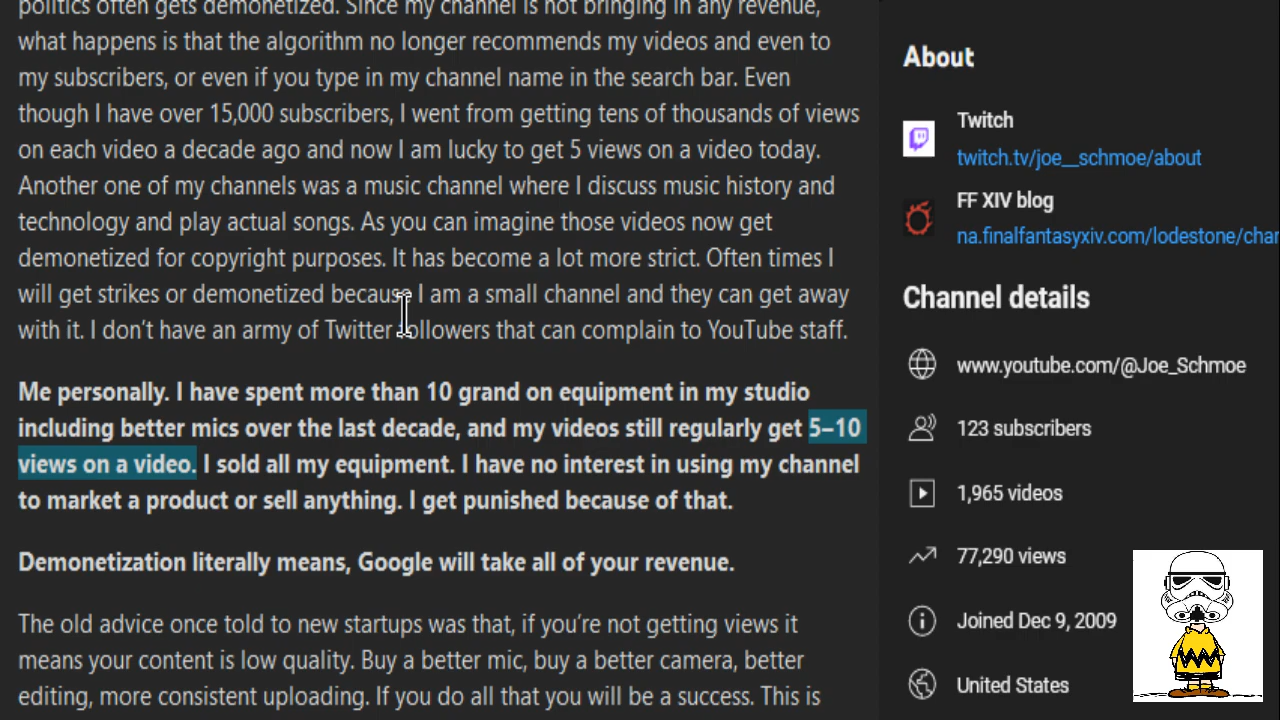 politics often gets demonetized. Since my channel is not bringing in any revenue,
what happens is that the algorithm no longer recommends my videos and even to
my subscribers, or even if you type in my channel name in the search bar. Even
though I have over 15,000 subscribers, I went from getting tens of thousands of views
on each video a decade ago and now I am lucky to get 5 views on a video today.
Another one of my channels was a music channel where I discuss music history and
technology and play actual songs. As you can imagine those videos now get
demonetized for copyright purposes. It has become a lot more strict. Often times I
will get strikes or demonetized because I am a small channel and they can get away
with it. I don't have an army of Twitter followers that can complain to YouTube staff.
Me personally. I have spent more than 10 grand on equipment in my studio
including better mics over the last decade, and my videos still regularly get 5–10
views on a video. I sold all my equipment. I have no interest in using my channel
to market a product or sell anything. I get punished because of that.
Demonetization literally means, Google will take all of your revenue.
The old advice once told to new startups was that, if you're not getting views it
means your content is low quality. Buy a better mic, buy a better camera, better
editing, more consistent uploading. If you do all that you will be a success. This is
About
Twitch
twitch.tv/joe__schmoe/about
FF XIV blog
na.finalfantasyxiv.com/lodestone/char
Channel details
www.youtube.com/@Joe_Schmoe
123 subscribers
1,965 videos
77,290 views
Joined Dec 9, 2009
United States